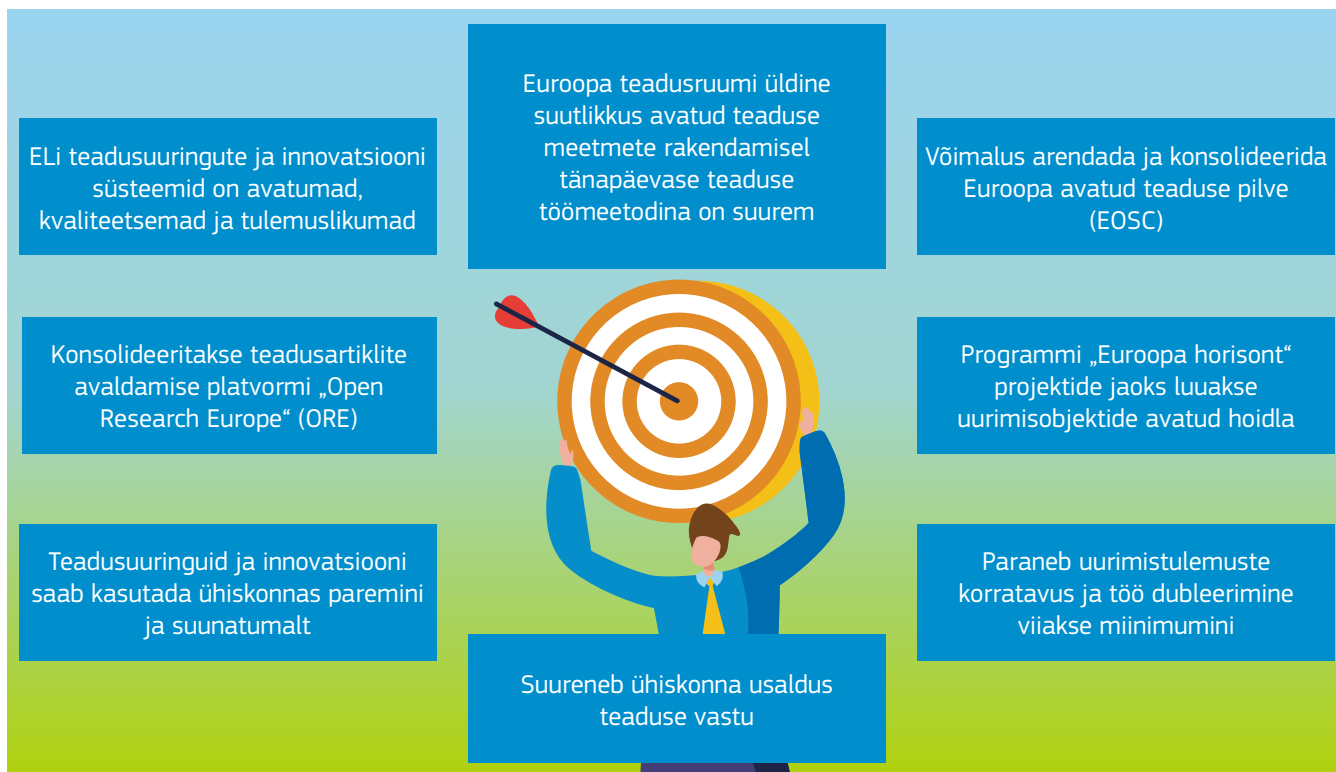 Euroopa teadusruumi üldine
suutlikkus avatud teaduse
meetmete rakendamisel
tänapäevase teaduse
töömeetodina on suurem
ELi teadusuuringute ja innovatsiooni
süsteemid on avatumad,
kvaliteetsemad ja tulemuslikumad
Võimalus arendada ja konsolideerida
Euroopa avatud teaduse pilve
(EOSC)
Konsolideeritakse teadusartiklite
avaldamise platvormi „Open
Research Europe“ (ORE)
Programmi „Euroopa horisont“
projektide jaoks luuakse
uurimisobjektide avatud hoidla
Teadusuuringuid ja innovatsiooni
saab kasutada ühiskonnas paremini
ja suunatumalt
Paraneb uurimistulemuste
korratavus ja töö dubleerimine
viiakse miinimumini
Suureneb ühiskonna usaldus
teaduse vastu